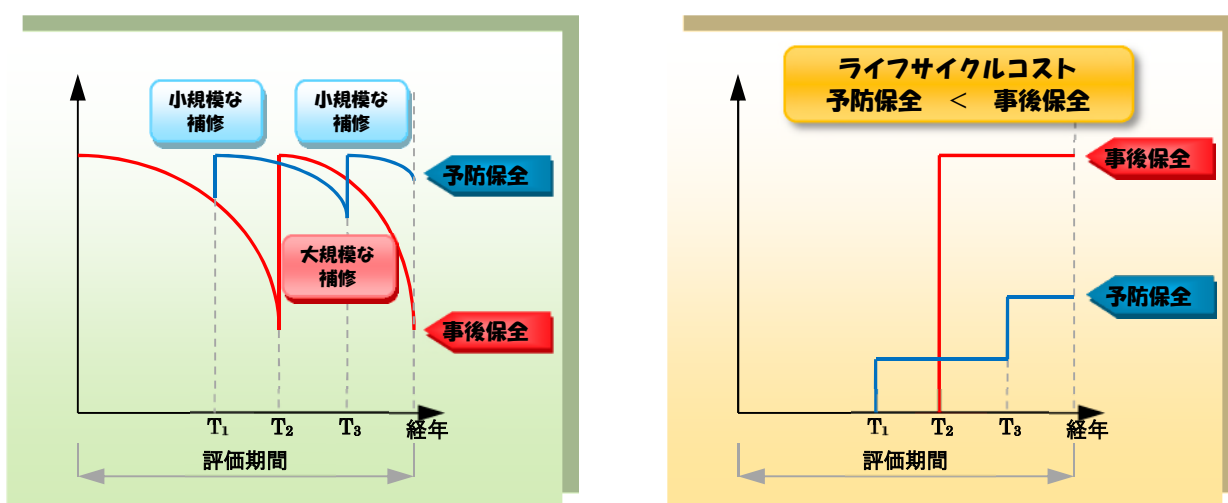 小規模な
補修
小規模な
補修
予防保全
大規模な
補修
事後保全
T₁
T₂
T₃
経年
評価期間
ライフサイクルコスト
予防保全 < 事後保全
事後保全
予防保全
T₁
T₂
T₃
経年
評価期間